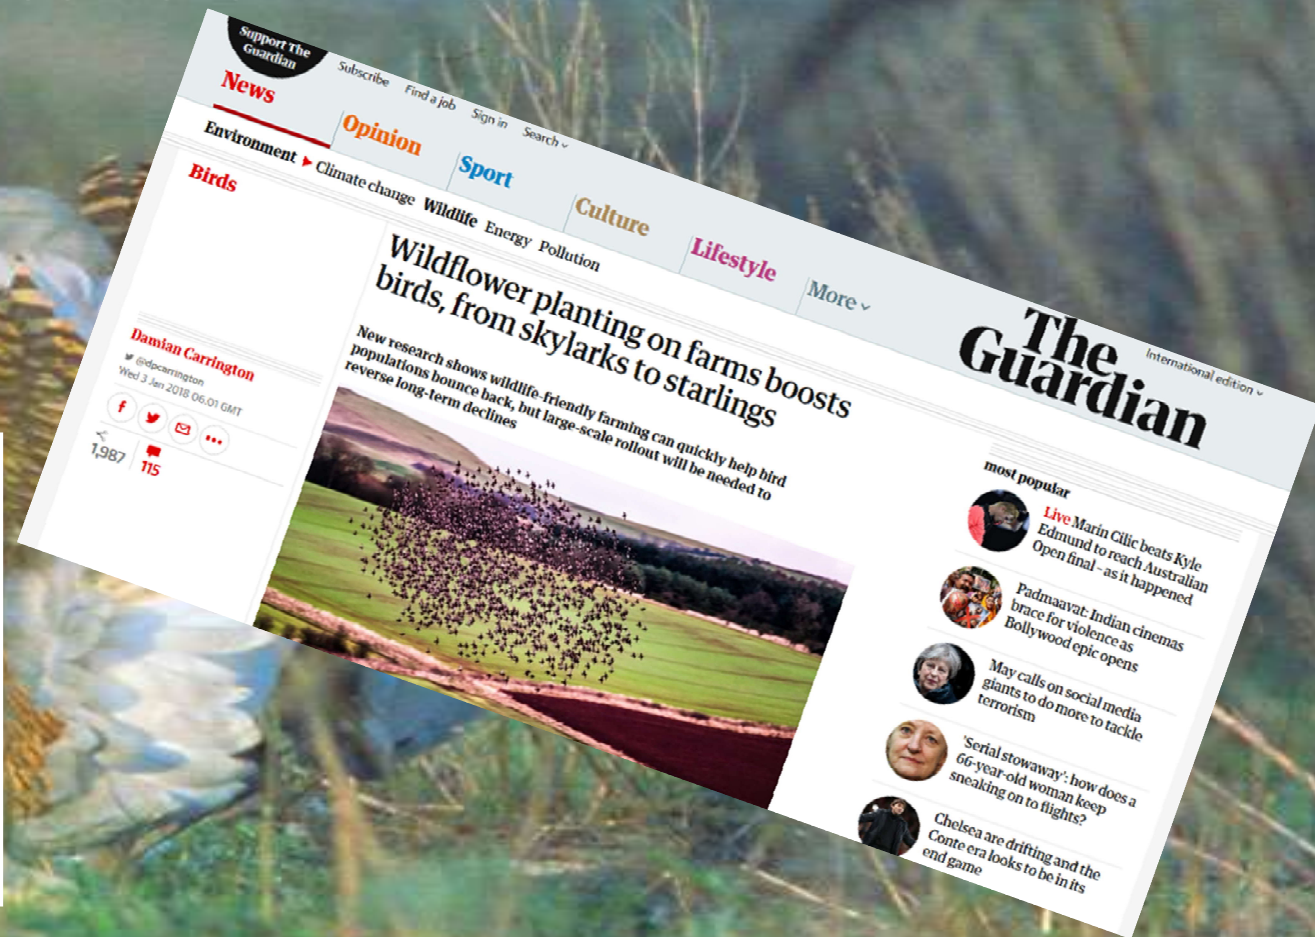 Support The
Guardian
Subscribe
Find a job
Sign in
Search
News
Opinion
Sport
Culture
Lifestyle
More
The
Guardian
International edition
Environment
Climate change
Wildlife
Energy
Pollution
Birds
Wildflower planting on farms boosts
birds, from skylarks to starlings
New research shows wildlife-friendly farming can quickly help bird
populations bounce back, but large-scale rollout will be needed to
reverse long-term declines
Damian Carrington
@dpcarrington
Wed 3 Jan 2018 06.01 GMT
1,987
115
most popular
Live Marin Cilic beats Kyle
Edmund to reach Australian
Open final - as it happened
Padmaavat: Indian cinemas
brace for violence as
Bollywood epic opens
May calls on social media
giants to do more to tackle
terrorism
'Serial stowaway': how does a
66-year-old woman keep
sneaking on to flights?
Chelsea are drifting and the
Conte era looks to be in its
end game